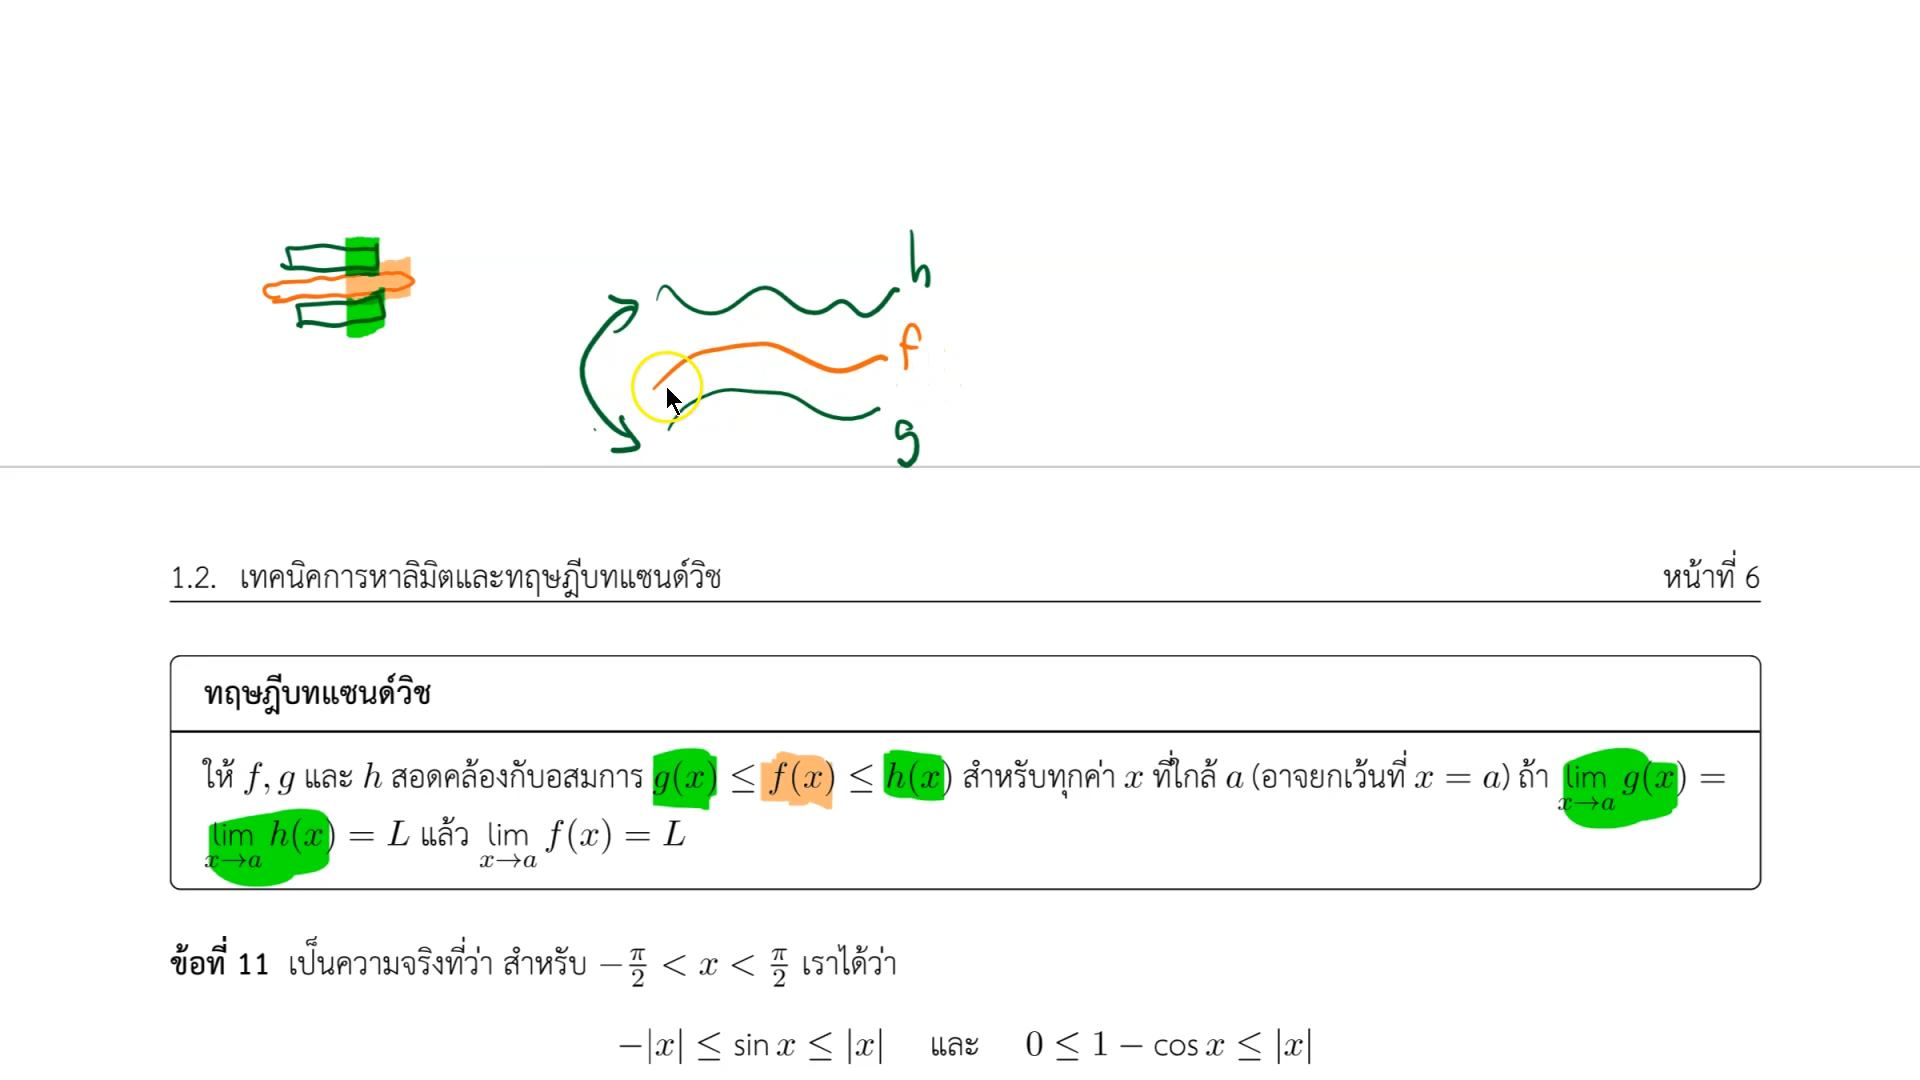 h
f
g
1.2. เทคนิคการหาลิมิตและทฤษฎีบทแซนด์วิช หน้าที่ 6
ทฤษฎีบทแซนด์วิช
ให้ f, g และ h สอดคล้องกับอสมการ g(x) ≤ f(x) ≤ h(x) สำหรับทุกค่า x ที่ใกล้ a (อาจยกเว้นที่ x = a) ถ้า lim x→a g(x) =
lim x→a h(x) = L แล้ว lim x→a f(x) = L
ข้อที่ 11 เป็นความจริงที่ว่า สำหรับ −π/2 < x < π/2 เราได้ว่า
−|x| ≤ sin x ≤ |x| และ 0 ≤ 1 − cos x ≤ |x|